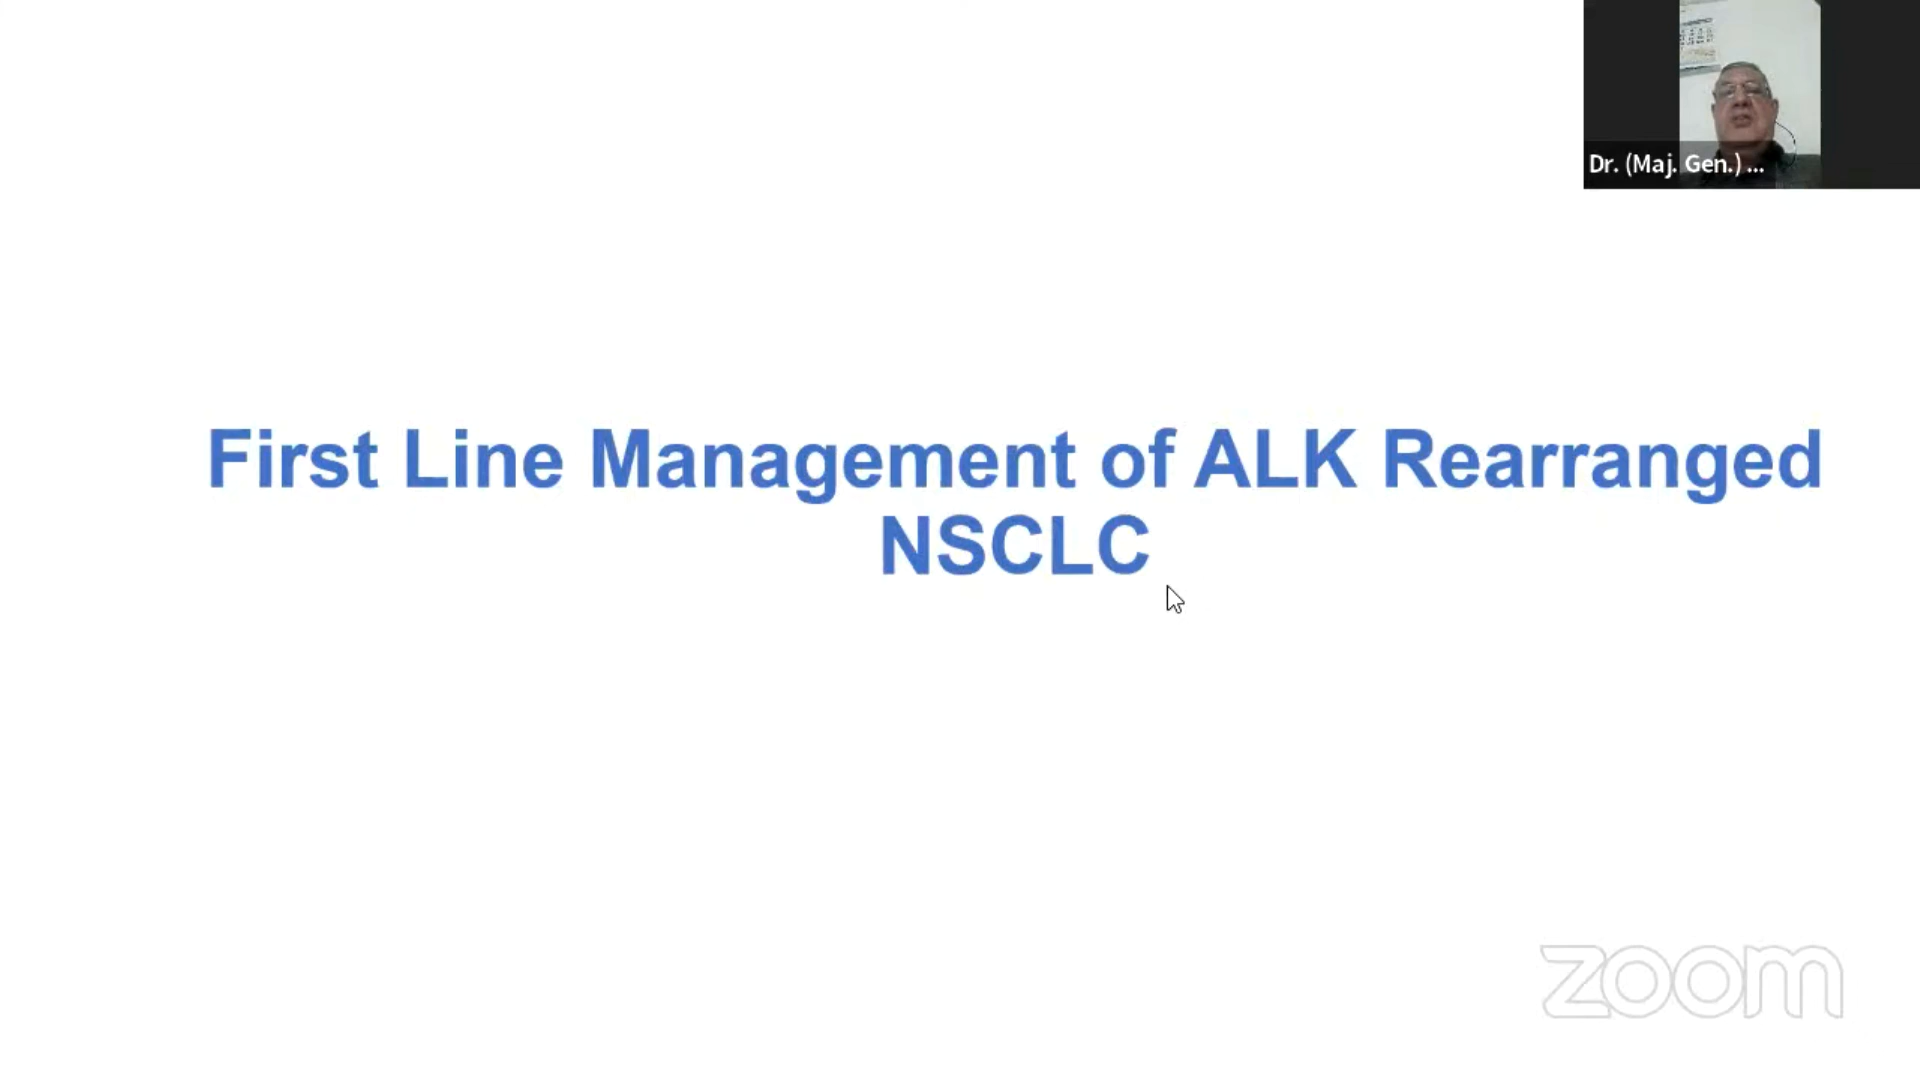 Dr. (Maj. Gen.) ...
First Line Management of ALK Rearranged
NSCLC
zoom